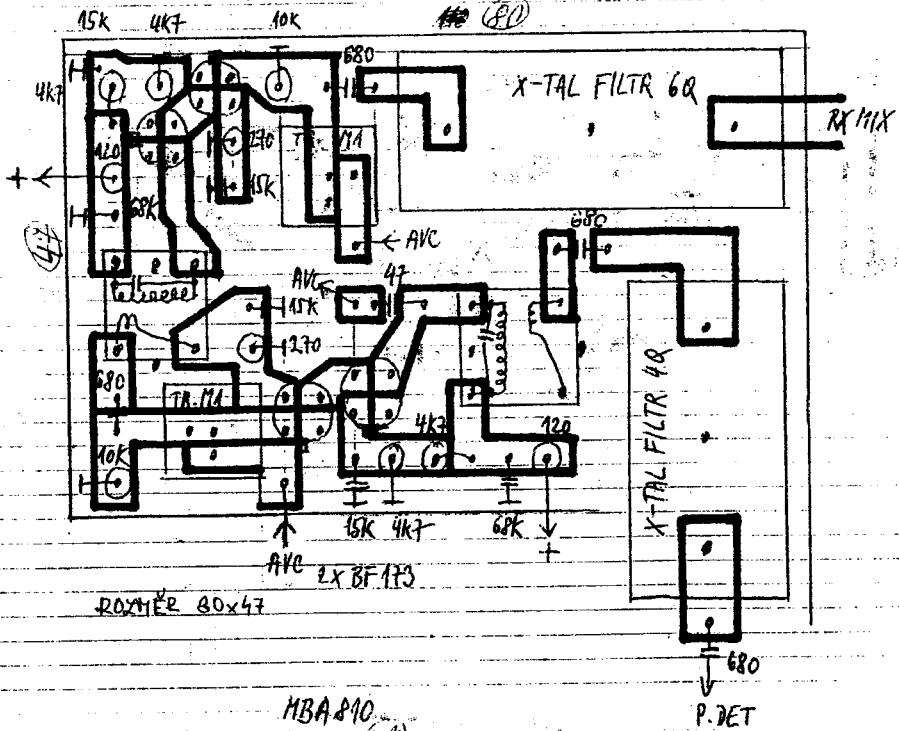 15K 4K7 10K (80)
680
4K7
X-TAL FILTR 6Q
RX MIX
120
270
TR. M1
+
15K
68K
47
AVC
680
AVC
47
15K
270
680
TR. M1
4K7
120
10K
X-TAL FILTR 4Q
15K 4K7 68K
+
AVC
2X BF 173
ROZMĚR 80x47
680
MBA 810
P. DET